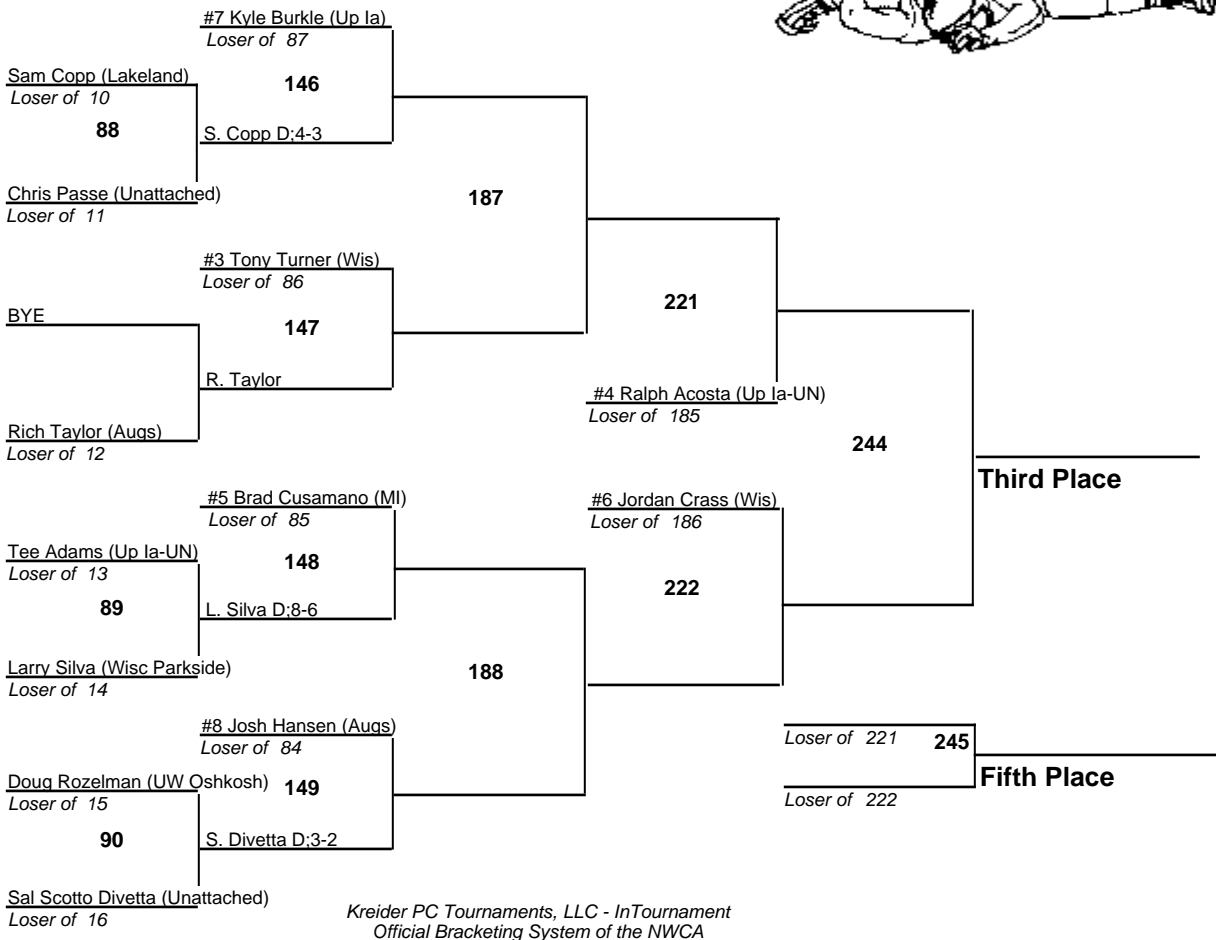 #7 Kyle Burkle (Up Ia)
Loser of 87
Sam Copp (Lakeland)
Loser of 10
146
88
S. Copp D;4-3
Chris Passe (Unattached)
Loser of 11
187
#3 Tony Turner (Wis)
Loser of 86
221
BYE
147
R. Taylor
#4 Ralph Acosta (Up Ia-UN)
Loser of 185
Rich Taylor (Augs)
Loser of 12
244
Third Place
#5 Brad Cusamano (MI)
Loser of 85
#6 Jordan Crass (Wis)
Loser of 186
Tee Adams (Up Ia-UN)
Loser of 13
148
89
L. Silva D;8-6
222
Larry Silva (Wisc Parkside)
Loser of 14
188
#8 Josh Hansen (Augs)
Loser of 84
Loser of 221
245
Doug Rozelman (UW Oshkosh)
Loser of 15
149
Fifth Place
Loser of 222
90
S. Divetta D;3-2
Sal Scotto Divetta (Unattached)
Loser of 16
Kreider PC Tournaments, LLC - InTournament
Official Bracketing System of the NWCA